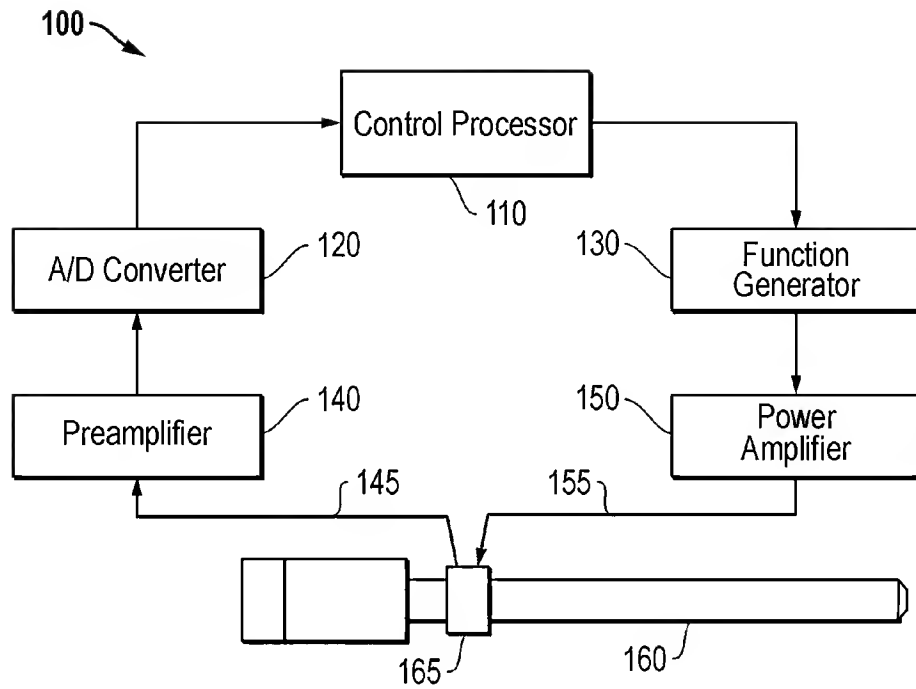 100
Control Processor
110
A/D Converter
120
130
Function
Generator
Preamplifier
140
150
Power
Amplifier
145
155
165
160